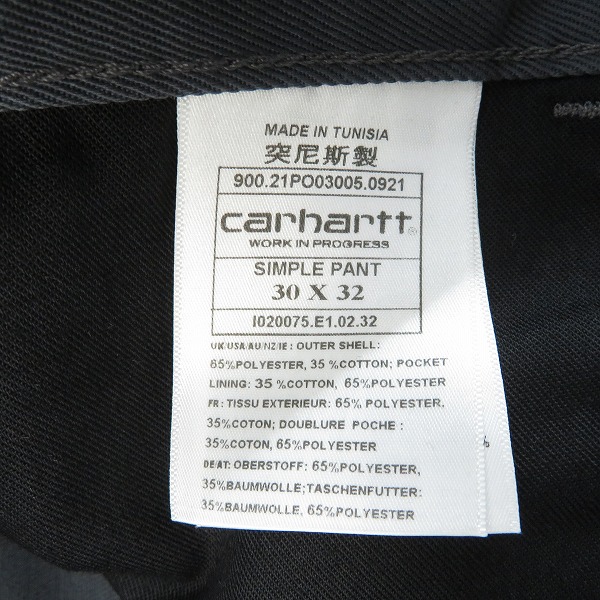 MADE IN TUNISIA
突尼斯製
900.21PO03005.0921
carhartt
WORK IN PROGRESS
SIMPLE PANT
30 X 32
I020075.E1.02.32
UK/USA/AU/NZ/IE: OUTER SHELL:
65%POLYESTER, 35%COTTON; POCKET
LINING: 35%COTTON, 65%POLYESTER
FR: TISSU EXTERIEUR: 65%POLYESTER,
35%COTON; DOUBLURE POCHE:
35%COTON, 65%POLYESTER
DE/AT: OBERSTOFF: 65%POLYESTER,
35%BAUMWOLLE;TASCHENFUTTER:
35%BAUMWOLLE, 65%POLYESTER